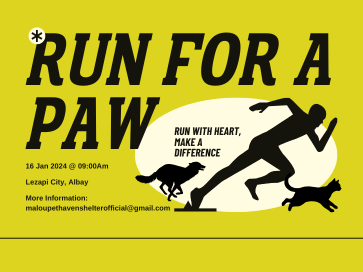 RUN FOR A
PAW
RUN WITH HEART,
MAKE A
DIFFERENCE
16 Jan 2024 @ 09:00Am
Lezapi City, Albay
More Information:
maloupethavenshelterofficial@gmail.com